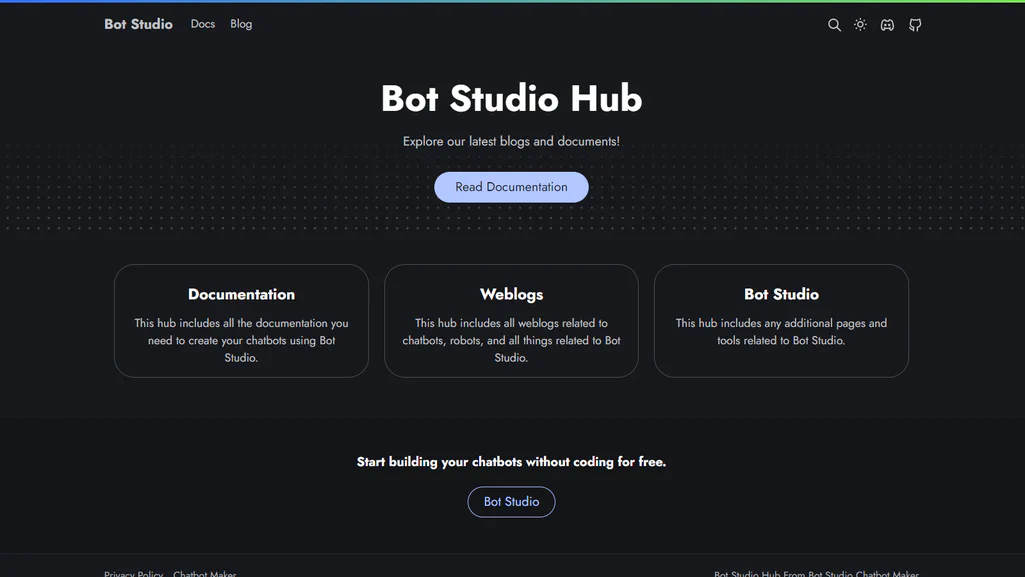 Bot Studio Docs Blog
Bot Studio Hub
Explore our latest blogs and documents!
Read Documentation
Documentation
This hub includes all the documentation you
need to create your chatbots using Bot
Studio.
Weblogs
This hub includes all weblogs related to
chatbots, robots, and all things related to Bot
Studio.
Bot Studio
This hub includes any additional pages and
tools related to Bot Studio.
Start building your chatbots without coding for free.
Bot Studio
Privacy Policy Chatbot Maker
Bot Studio Hub From Bot Studio Chatbot Maker